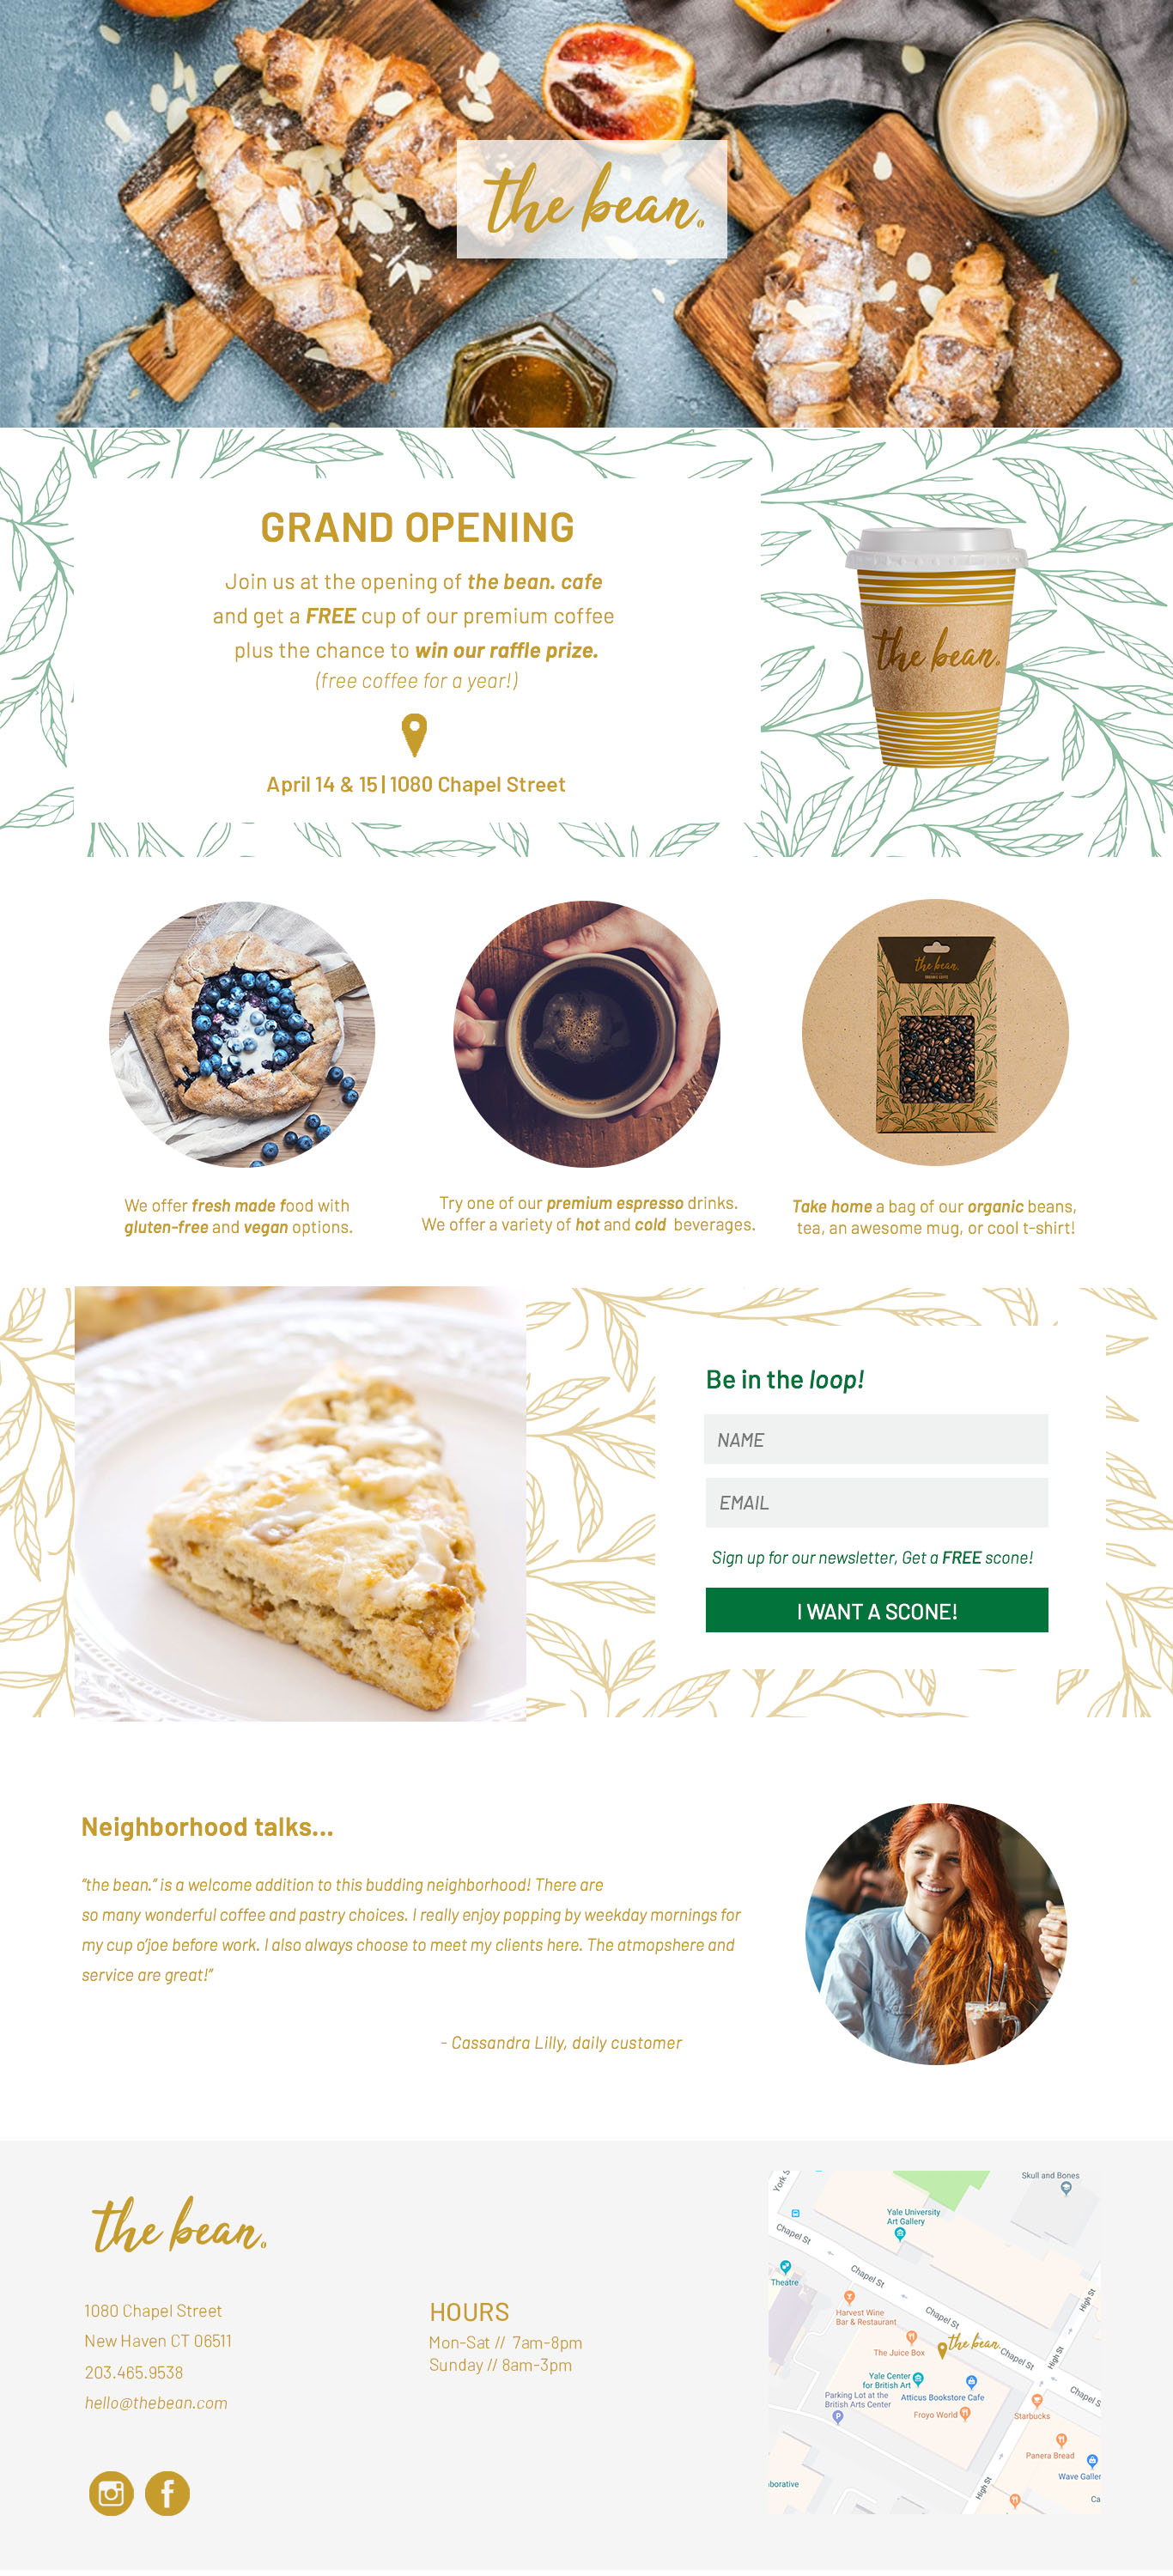 the bean.
GRAND OPENING
Join us at the opening of the bean. cafe
and get a FREE cup of our premium coffee
plus the chance to win our raffle prize.
(free coffee for a year!)
April 14 & 15 | 1080 Chapel Street
the bean.
the bean.
ORGANIC COFFEE
We offer fresh made food with
gluten-free and vegan options.
Try one of our premium espresso drinks.
We offer a variety of hot and cold beverages.
Take home a bag of our organic beans,
tea, an awesome mug, or cool t-shirt!
Be in the loop!
NAME
EMAIL
Sign up for our newsletter, Get a FREE scone!
I WANT A SCONE!
Neighborhood talks...
“the bean.” is a welcome addition to this budding neighborhood! There are
so many wonderful coffee and pastry choices. I really enjoy popping by weekday mornings for
my cup o’joe before work. I also always choose to meet my clients here. The atmopshere and
service are great!”
- Cassandra Lilly, daily customer
the bean.
1080 Chapel Street
New Haven CT 06511
203.465.9538
hello@thebean.com
HOURS
Mon-Sat // 7am-8pm
Sunday // 8am-3pm
Skull and Bones
York S
Yale University
Art Gallery
Chapel St
Theatre
Chapel St
Harvest Wine
Bar & Restaurant
High St
Chapel St
the bean.
The Juice Box
Chapel St
High St
Yale Center
for British Art
Atticus Bookstore Cafe
Chapel S
Parking Lot at the
British Arts Center
Froyo World
Starbucks
Panera Bread
Wave Galler
borative
High St
Ca